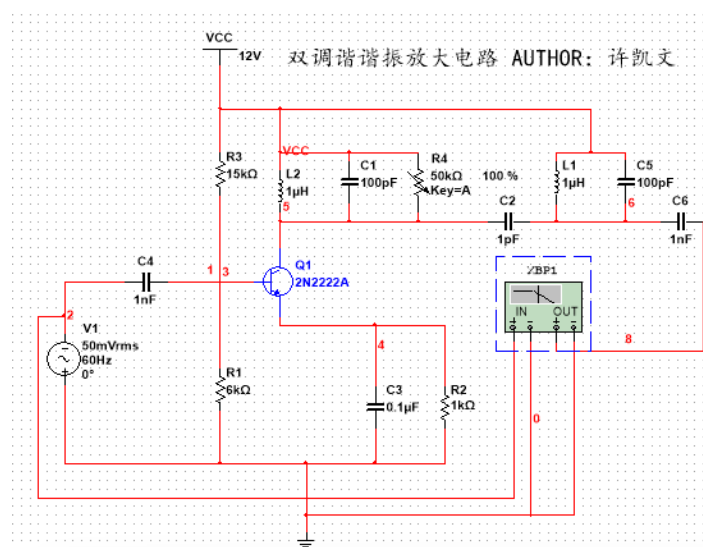 VCC
12V
双调谐谐振放大电路 AUTHOR: 许凯文
VCC
R3
15kΩ
L2
1µH
5
C1
100pF
R4
50kΩ
Key=A
100 %
L1
1µH
C5
100pF
6
C2
1pF
C6
1nF
C4
1nF
1
3
Q1
2N2222A
XBP1
IN
OUT
+ - + -
2
V1
50mVrms
60Hz
0°
8
4
R1
6kΩ
C3
0.1µF
R2
1kΩ
0